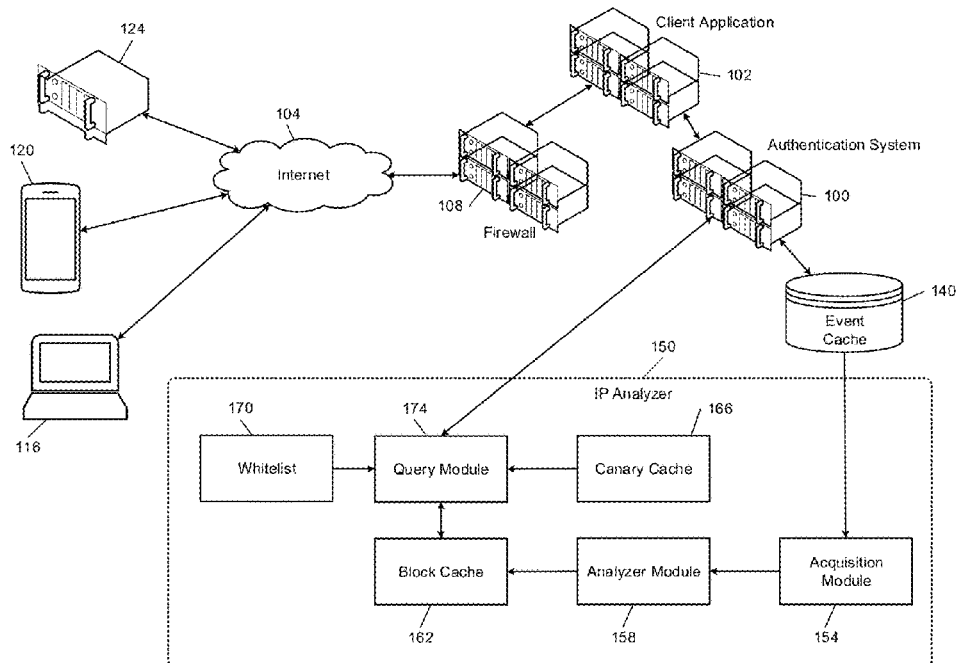 Client Application
124
102
104
120
Authentication System
Internet
100
108
Firewall
140
Event
Cache
150
IP Analyzer
170
174
166
116
Whitelist
Query Module
Canary Cache
Block Cache
Analyzer Module
Acquisition
Module
162
158
154